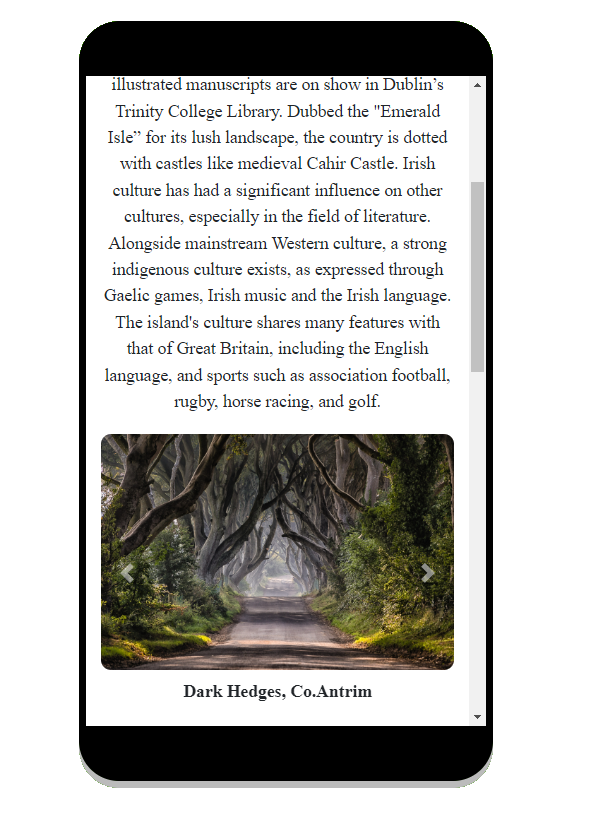 illustrated manuscripts are on show in Dublin’s
Trinity College Library. Dubbed the "Emerald
Isle” for its lush landscape, the country is dotted
with castles like medieval Cahir Castle. Irish
culture has had a significant influence on other
cultures, especially in the field of literature.
Alongside mainstream Western culture, a strong
indigenous culture exists, as expressed through
Gaelic games, Irish music and the Irish language.
The island's culture shares many features with
that of Great Britain, including the English
language, and sports such as association football,
rugby, horse racing, and golf.
Dark Hedges, Co.Antrim